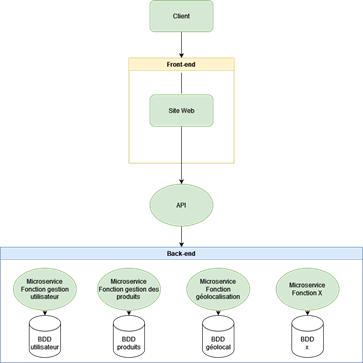 Client
Front-end
Site Web
API
Back-end
Microservice
Fonction gestion
utilisateur
Microservice
Fonction gestion des
produits
Microservice
Fonction
géolocalisation
Microservice
Fonction X
BDD
utilisateur
BDD
produits
BDD
géolocal
BDD
x